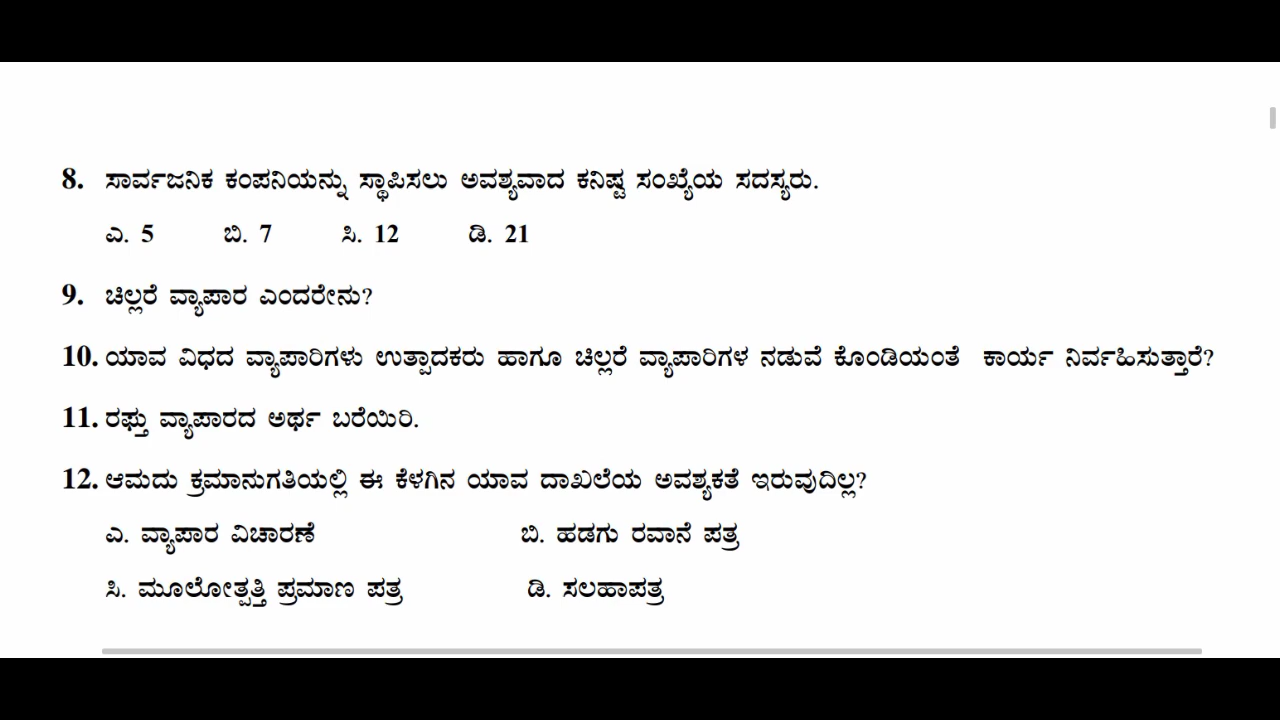 8. ಸಾರ್ವಜನಿಕ ಕಂಪನಿಯನ್ನು ಸ್ಥಾಪಿಸಲು ಅವಶ್ಯವಾದ ಕನಿಷ್ಟ ಸಂಖ್ಯೆಯ ಸದಸ್ಯರು.
ಎ. 5 ಬಿ. 7 ಸಿ. 12 ಡಿ. 21
9. ಚಿಲ್ಲರೆ ವ್ಯಾಪಾರ ಎಂದರೇನು?
10. ಯಾವ ವಿಧದ ವ್ಯಾಪಾರಿಗಳು ಉತ್ಪಾದಕರು ಹಾಗೂ ಚಿಲ್ಲರೆ ವ್ಯಾಪಾರಿಗಳ ನಡುವೆ ಕೊಂಡಿಯಂತೆ ಕಾರ್ಯ ನಿರ್ವಹಿಸುತ್ತಾರೆ?
11. ರಫ್ತು ವ್ಯಾಪಾರದ ಅರ್ಥ ಬರೆಯಿರಿ.
12. ಆಮದು ಕ್ರಮಾನುಗತಿಯಲ್ಲಿ ಈ ಕೆಳಗಿನ ಯಾವ ದಾಖಲೆಯ ಅವಶ್ಯಕತೆ ಇರುವುದಿಲ್ಲ?
ಎ. ವ್ಯಾಪಾರ ವಿಚಾರಣೆ ಬಿ. ಹಡಗು ರವಾನೆ ಪತ್ರ
ಸಿ. ಮೂಲೋತ್ಪತ್ತಿ ಪ್ರಮಾಣ ಪತ್ರ ಡಿ. ಸಲಹಾಪತ್ರ